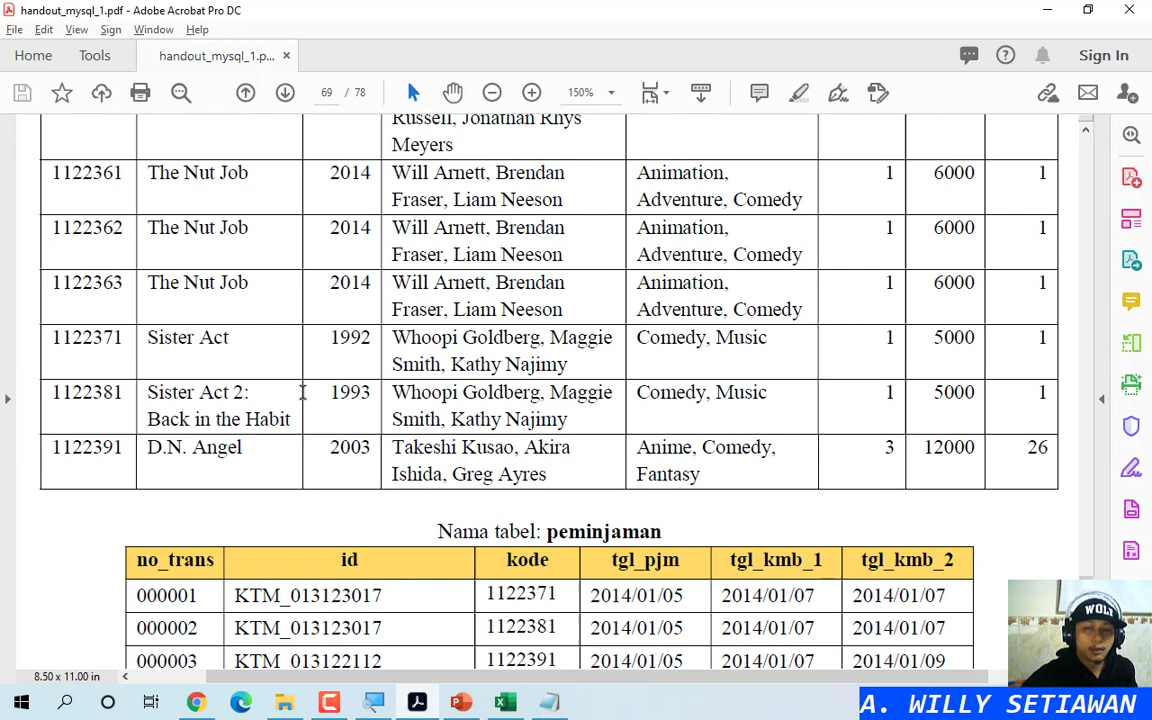 handout_mysql_1.pdf - Adobe Acrobat Pro DC
File Edit View Sign Window Help
Home Tools handout_mysql_1.p... × Sign In
69 / 78 150%
Russell, Jonathan Rhys
Meyers
1122361 The Nut Job 2014 Will Arnett, Brendan Animation, 1 6000 1
Fraser, Liam Neeson Adventure, Comedy
1122362 The Nut Job 2014 Will Arnett, Brendan Animation, 1 6000 1
Fraser, Liam Neeson Adventure, Comedy
1122363 The Nut Job 2014 Will Arnett, Brendan Animation, 1 6000 1
Fraser, Liam Neeson Adventure, Comedy
1122371 Sister Act 1992 Whoopi Goldberg, Maggie Comedy, Music 1 5000 1
Smith, Kathy Najimy
1122381 Sister Act 2: 1993 Whoopi Goldberg, Maggie Comedy, Music 1 5000 1
Back in the Habit Smith, Kathy Najimy
1122391 D.N. Angel 2003 Takeshi Kusao, Akira Anime, Comedy, 3 12000 26
Ishida, Greg Ayres Fantasy
Nama tabel: peminjaman
no_trans id kode tgl_pjm tgl_kmb_1 tgl_kmb_2
000001 KTM_013123017 1122371 2014/01/05 2014/01/07 2014/01/07
000002 KTM_013123017 1122381 2014/01/05 2014/01/07 2014/01/07
000003 KTM_013122112 1122391 2014/01/05 2014/01/07 2014/01/09
8.50 x 11.00 in
WOLF
A. WILLY SETIAWAN